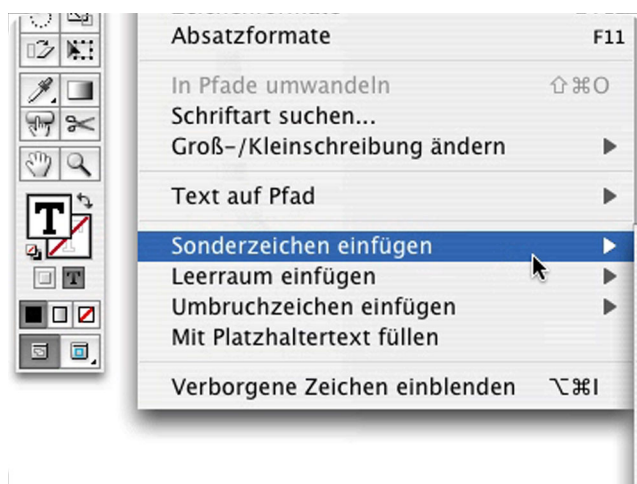 Absatzformate F11
In Pfade umwandeln ⇧⌘O
Schriftart suchen...
Groß-/Kleinschreibung ändern
Text auf Pfad
Sonderzeichen einfügen
Leerraum einfügen
Umbruchzeichen einfügen
Mit Platzhaltertext füllen
Verborgene Zeichen einblenden ⌥⌘I
T
T